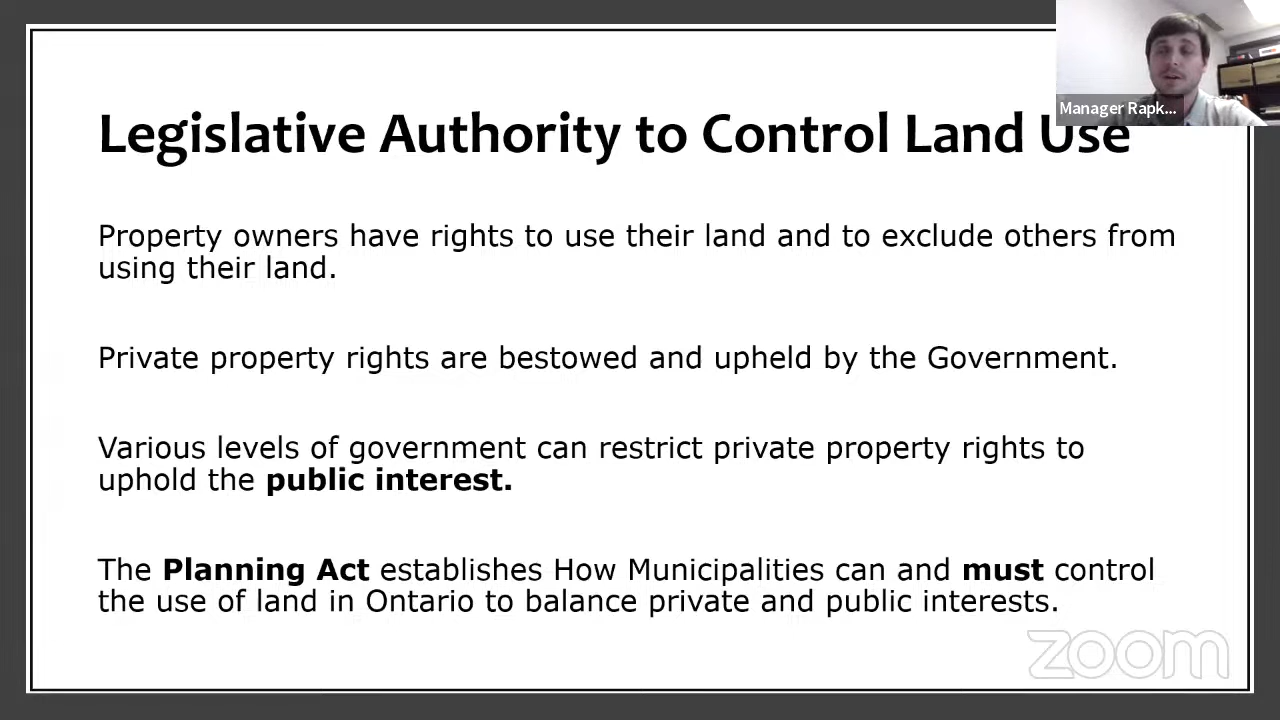 Manager Rapk...
Legislative Authority to Control Land Use
Property owners have rights to use their land and to exclude others from
using their land.
Private property rights are bestowed and upheld by the Government.
Various levels of government can restrict private property rights to
uphold the public interest.
The Planning Act establishes How Municipalities can and must control
the use of land in Ontario to balance private and public interests.
zoom